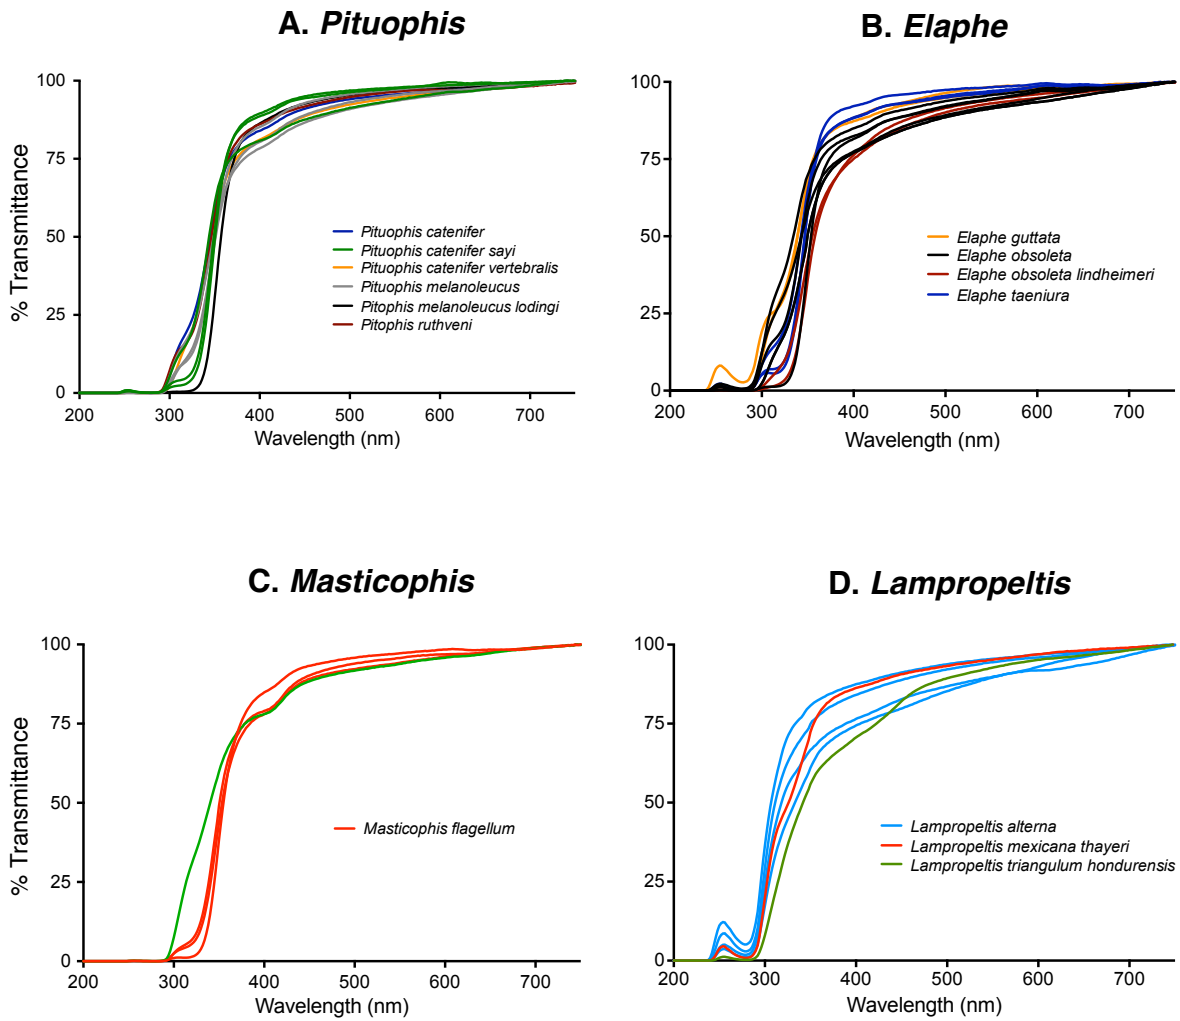 A. Pituophis
% Transmittance
100
75
50
25
0
200 300 400 500 600 700
Wavelength (nm)
Pituophis catenifer
Pituophis catenifer sayi
Pituophis catenifer vertebralis
Pituophis melanoleucus
Pitophis melanoleucus lodingi
Pitophis ruthveni
B. Elaphe
100
75
50
25
0
200 300 400 500 600 700
Wavelength (nm)
Elaphe guttata
Elaphe obsoleta
Elaphe obsoleta lindheimeri
Elaphe taeniura
C. Masticophis
% Transmittance
100
75
50
25
0
200 300 400 500 600 700
Wavelength (nm)
Masticophis flagellum
D. Lampropeltis
100
75
50
25
0
200 300 400 500 600 700
Wavelength (nm)
Lampropeltis alterna
Lampropeltis mexicana thayeri
Lampropeltis triangulum hondurensis